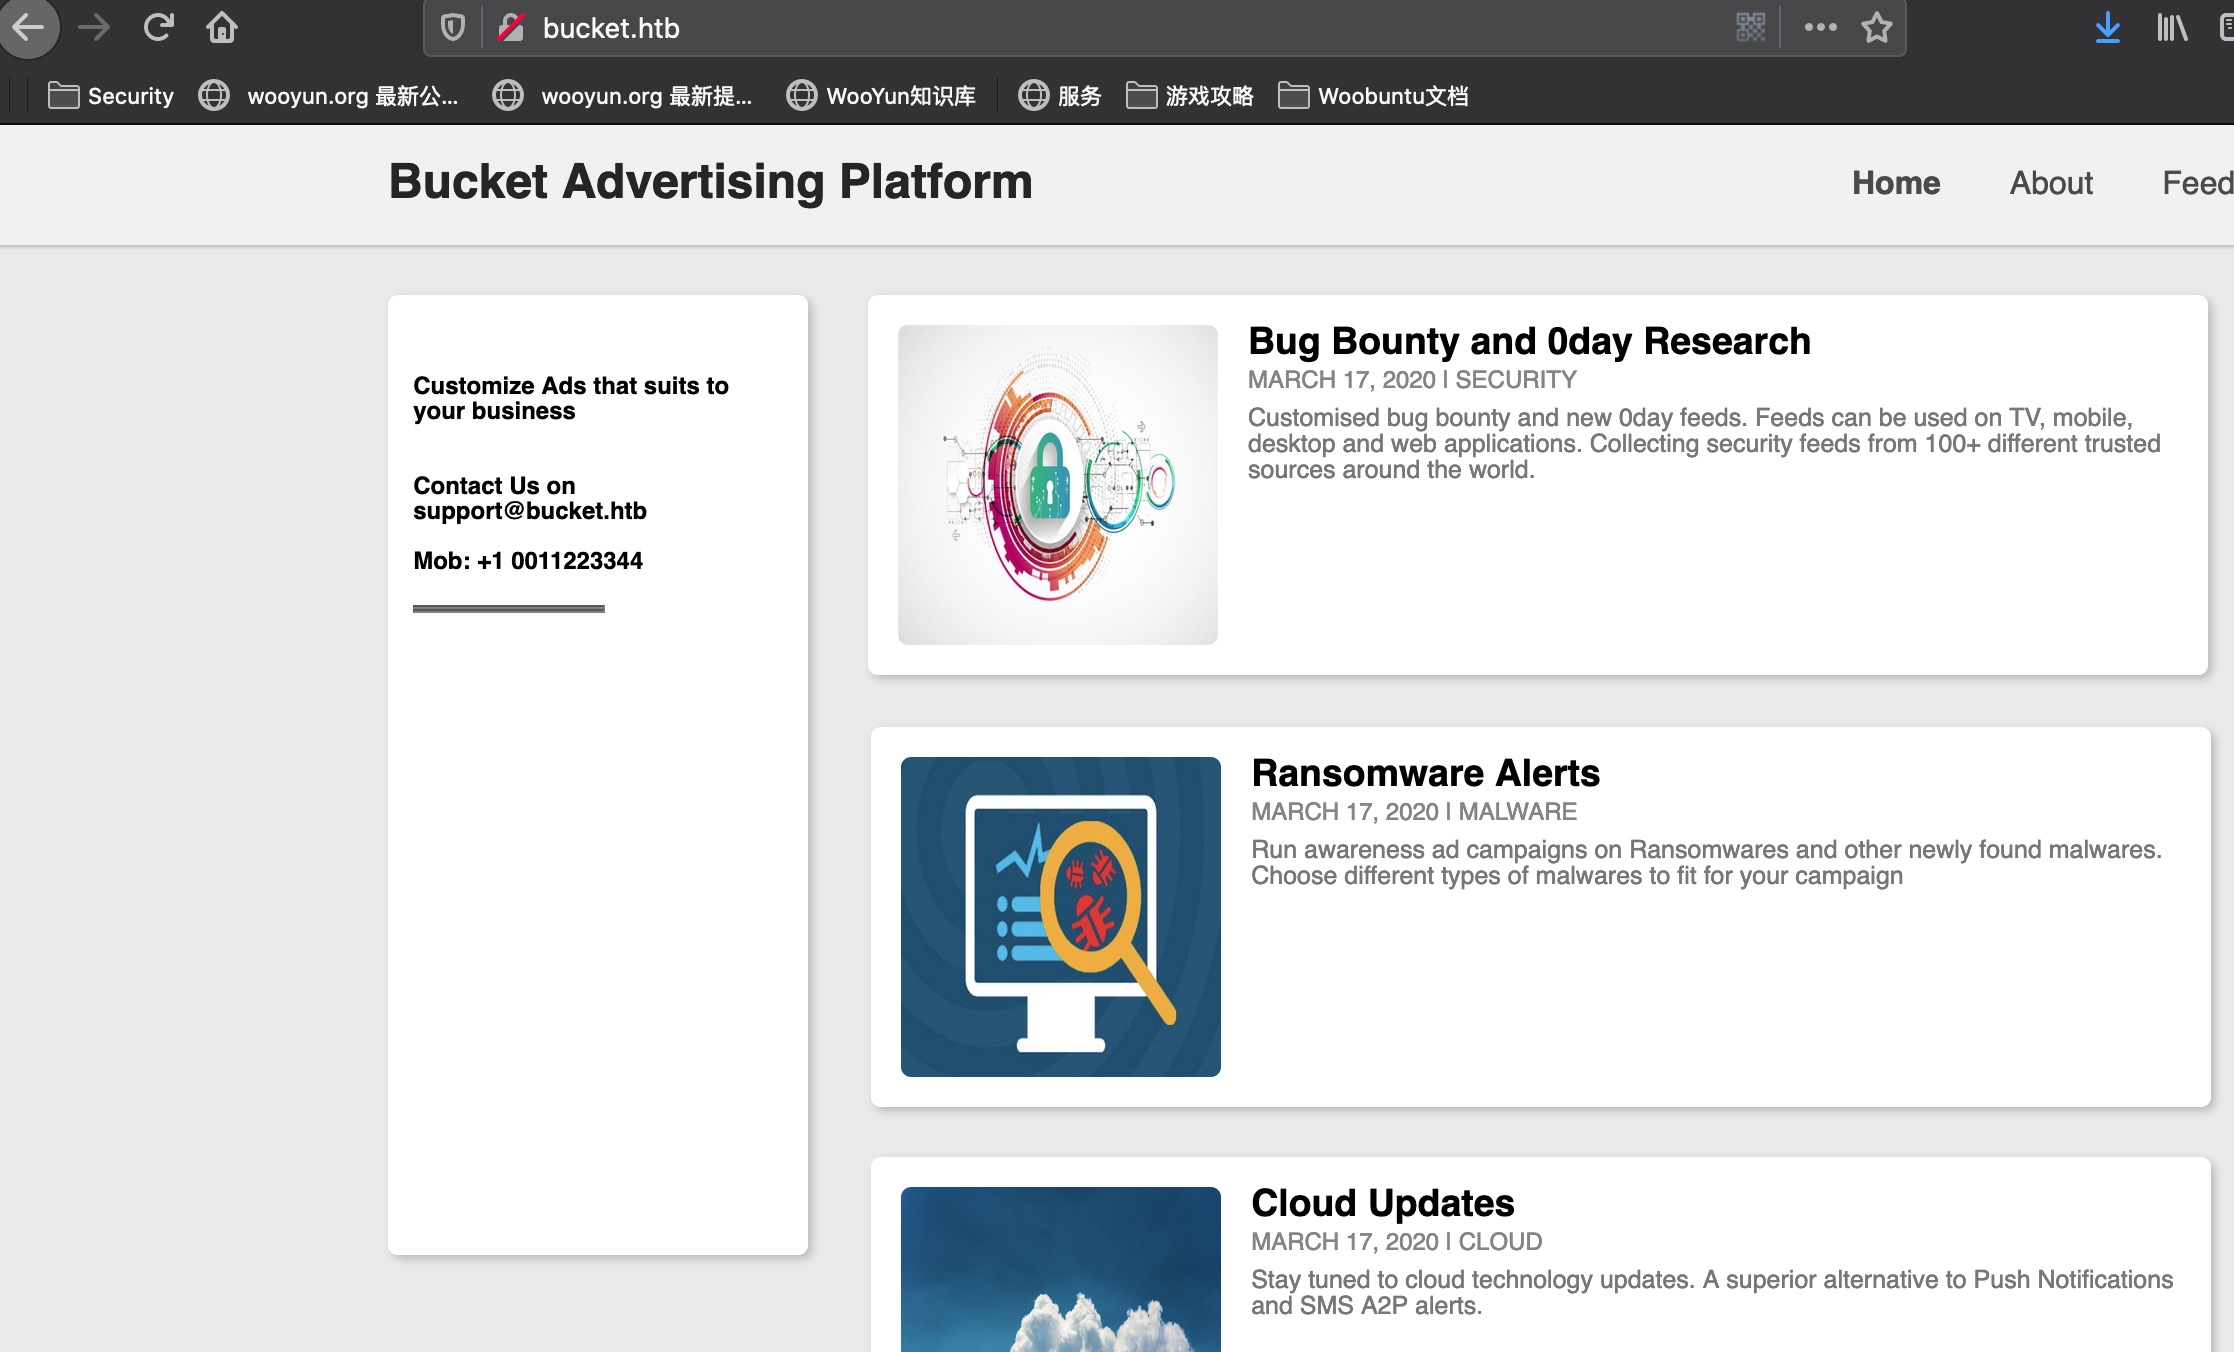 bucket.htb
Security
wooyun.org 最新公...
wooyun.org 最新提...
WooYun知识库
服务
游戏攻略
Woobuntu文档
Bucket Advertising Platform
Home
About
Feed
Customize Ads that suits to
your business
Contact Us on
support@bucket.htb
Mob: +1 0011223344
Bug Bounty and 0day Research
MARCH 17, 2020 | SECURITY
Customised bug bounty and new 0day feeds. Feeds can be used on TV, mobile,
desktop and web applications. Collecting security feeds from 100+ different trusted
sources around the world.
Ransomware Alerts
MARCH 17, 2020 | MALWARE
Run awareness ad campaigns on Ransomwares and other newly found malwares.
Choose different types of malwares to fit for your campaign
Cloud Updates
MARCH 17, 2020 | CLOUD
Stay tuned to cloud technology updates. A superior alternative to Push Notifications
and SMS A2P alerts.